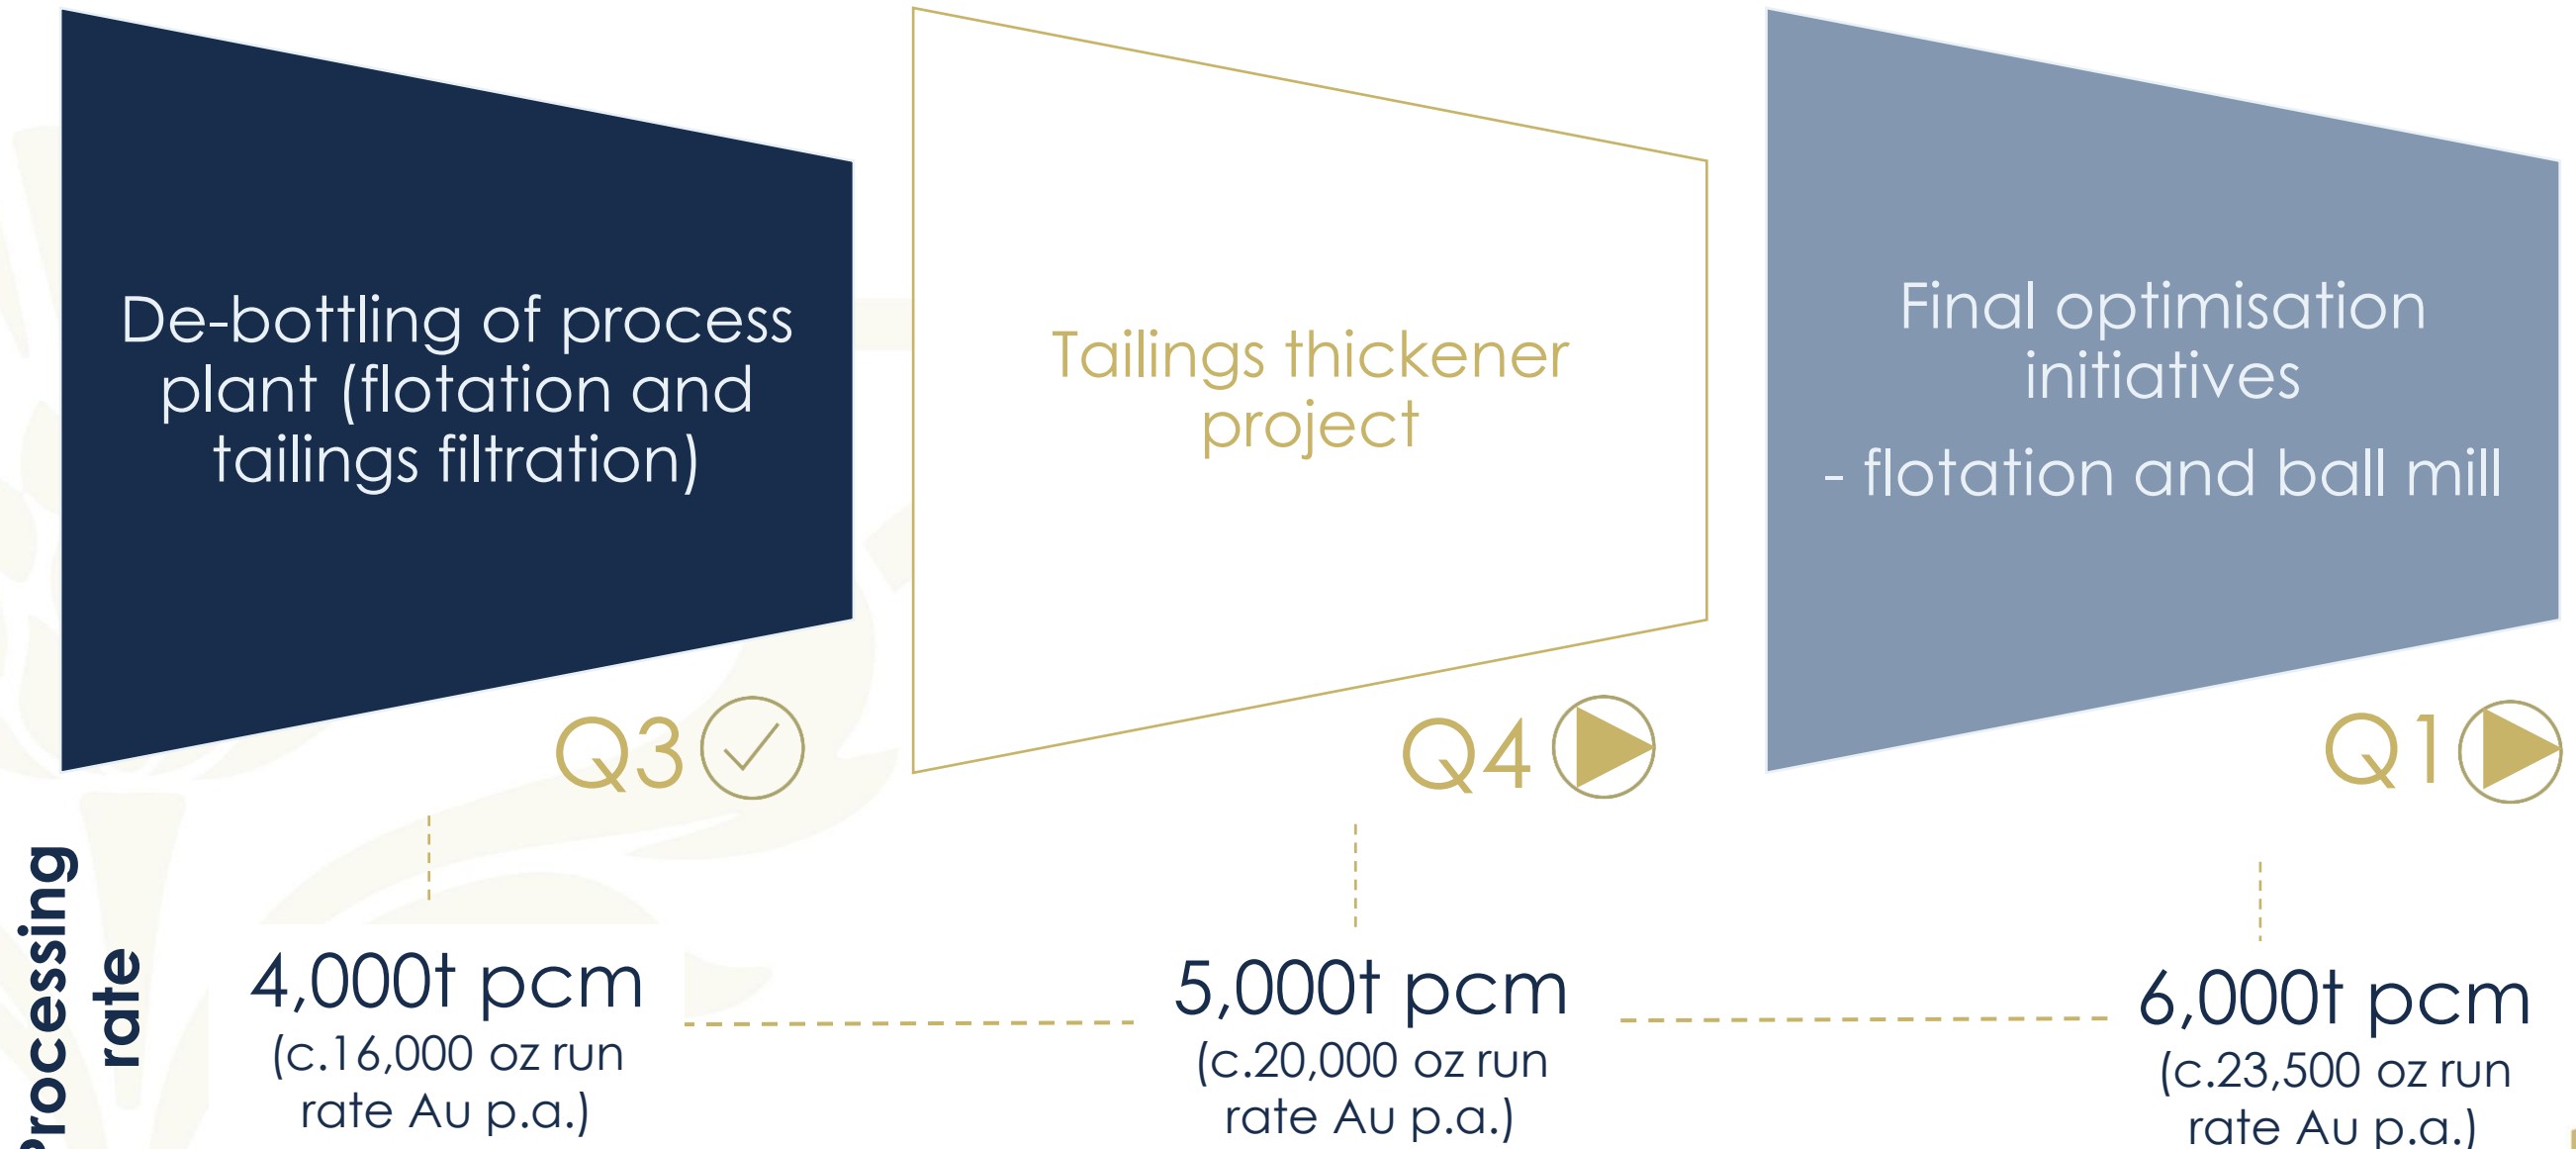 De-bottling of process
plant (flotation and
tailings filtration)
Q3
Tailings thickener
project
Q4
Final optimisation
initiatives
- flotation and ball mill
Q1
Processing
rate
4,000t pcm
(c.16,000 oz run
rate Au p.a.)
5,000t pcm
(c.20,000 oz run
rate Au p.a.)
6,000t pcm
(c.23,500 oz run
rate Au p.a.)